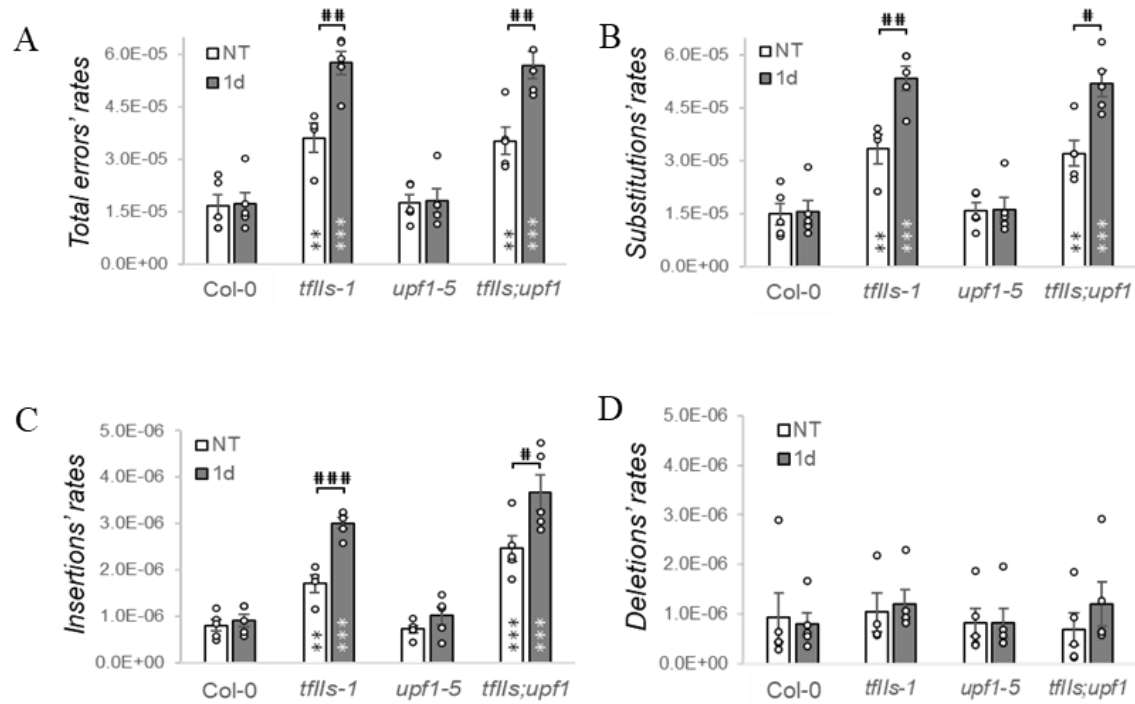 A
Total errors' rates
6.0E-05
4.5E-05
3.0E-05
1.5E-05
0.0E+00
NT
1d
##
##
**
***
**
***
Col-0 tfIIs-1 upf1-5 tfIIs;upf1
B
Substitutions' rates
6.0E-05
4.5E-05
3.0E-05
1.5E-05
0.0E+00
NT
1d
##
#
**
***
**
***
Col-0 tfIIs-1 upf1-5 tfIIs;upf1
C
Insertions' rates
5.0E-06
4.0E-06
3.0E-06
2.0E-06
1.0E-06
0.0E+00
NT
1d
###
#
**
***
***
***
Col-0 tfIIs-1 upf1-5 tfIIs;upf1
D
Deletions' rates
5.0E-06
4.0E-06
3.0E-06
2.0E-06
1.0E-06
0.0E+00
NT
1d
Col-0 tfIIs-1 upf1-5 tfIIs;upf1